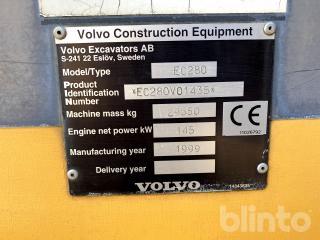 Volvo Construction Equipment
Volvo Excavators AB
S-241 22 Eslöv, Sweden
Model/Type EC280
Product
Identification *EC280V01435*
Number
Machine mass kg
Engine net power kW 145
Manufacturing year 1999
Delivery year
VOLVO
CE
blinto